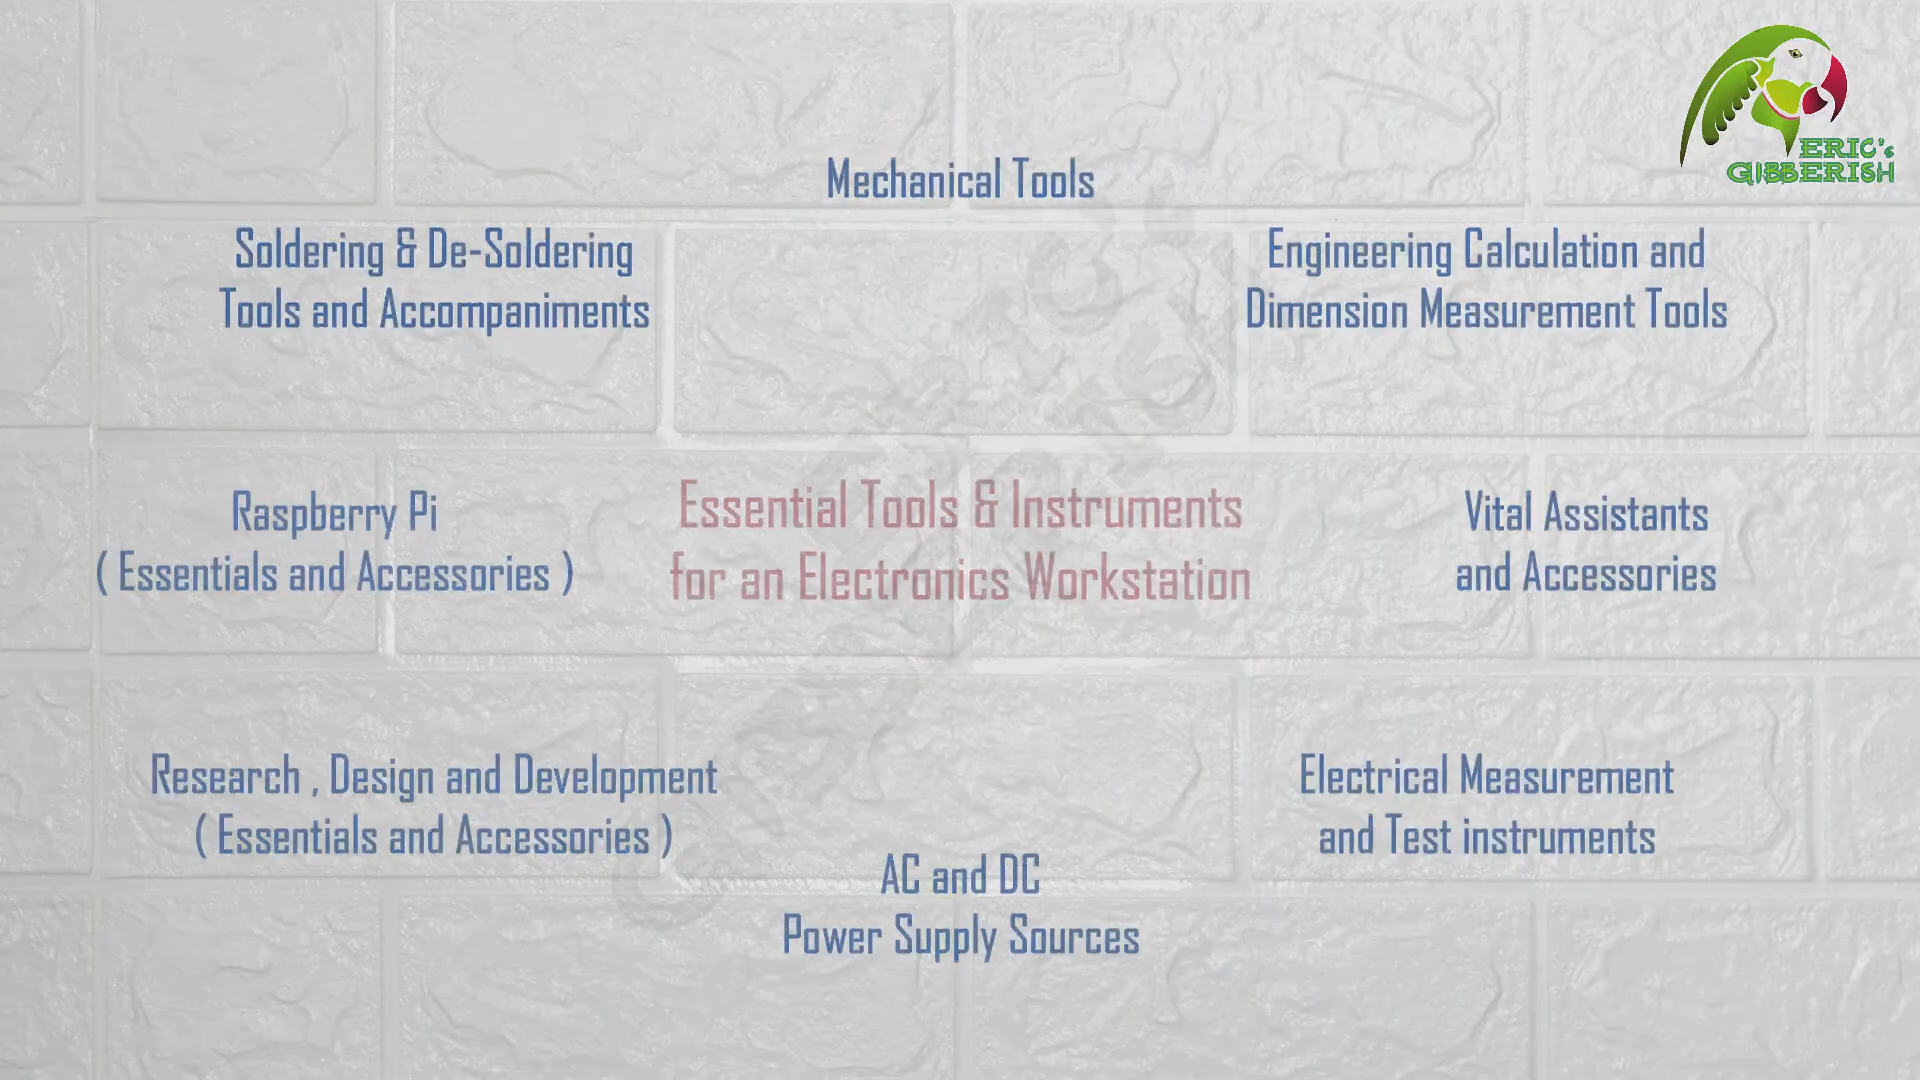 ERIC's
GIBBERISH
Mechanical Tools
Soldering & De-Soldering
Tools and Accompaniments
Engineering Calculation and
Dimension Measurement Tools
Raspberry Pi
( Essentials and Accessories )
Essential Tools & Instruments
for an Electronics Workstation
Vital Assistants
and Accessories
Research , Design and Development
( Essentials and Accessories )
Electrical Measurement
and Test instruments
AC and DC
Power Supply Sources